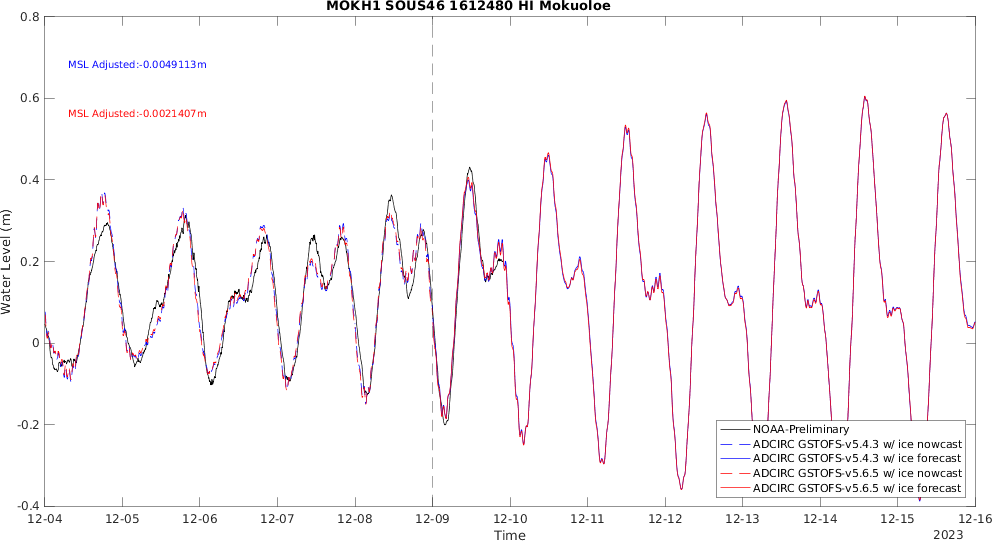 MOKH1 SOUS46 1612480 HI Mokuoloe
MSL Adjusted:-0.0049113m
MSL Adjusted:-0.0021407m
Water Level (m)
0.8
0.6
0.4
0.2
0
-0.2
-0.4
NOAA-Preliminary
ADCIRC GSTOFS-v5.4.3 w/ ice nowcast
ADCIRC GSTOFS-v5.4.3 w/ ice forecast
ADCIRC GSTOFS-v5.6.5 w/ ice nowcast
ADCIRC GSTOFS-v5.6.5 w/ ice forecast
12-04 12-05 12-06 12-07 12-08 12-09 12-10 12-11 12-12 12-13 12-14 12-15 12-16
Time
2023